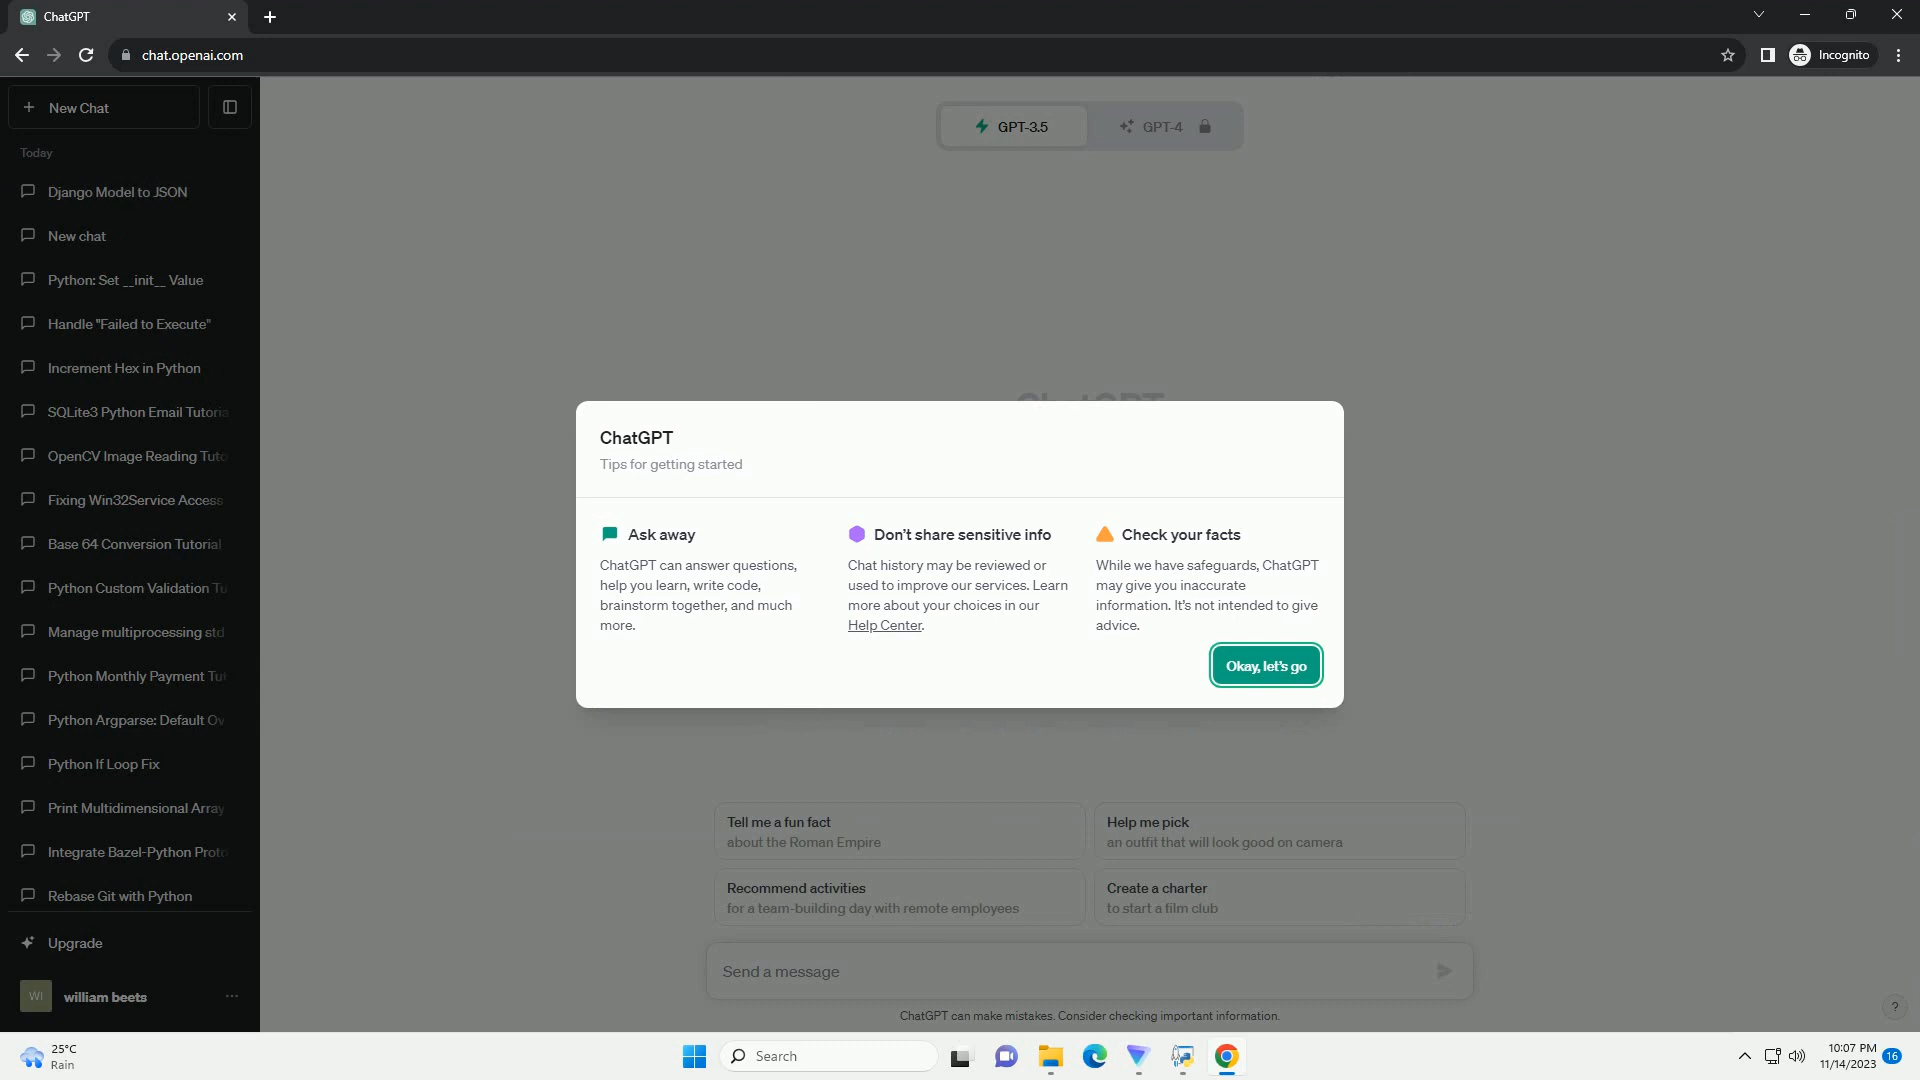 ChatGPT
chat.openai.com
Incognito
New Chat
Today
Django Model to JSON
New chat
Python: Set __init__ Value
Handle "Failed to Execute"
Increment Hex in Python
SQLite3 Python Email Tutoria
OpenCV Image Reading Tuto
Fixing Win32Service Access
Base 64 Conversion Tutorial
Python Custom Validation Tu
Manage multiprocessing std
Python Monthly Payment Tut
Python Argparse: Default Ov
Python If Loop Fix
Print Multidimensional Array
Integrate Bazel-Python Proto
Rebase Git with Python
Upgrade
WI
william beets
GPT-3.5
GPT-4
ChatGPT
ChatGPT
Tips for getting started
Ask away
ChatGPT can answer questions,
help you learn, write code,
brainstorm together, and much
more.
Don't share sensitive info
Chat history may be reviewed or
used to improve our services. Learn
more about your choices in our
Help Center.
Check your facts
While we have safeguards, ChatGPT
may give you inaccurate
information. It's not intended to give
advice.
Okay, let's go
Tell me a fun fact
about the Roman Empire
Help me pick
an outfit that will look good on camera
Recommend activities
for a team-building day with remote employees
Create a charter
to start a film club
Send a message
ChatGPT can make mistakes. Consider checking important information.
?
25°C
Rain
Search
10:07 PM
11/14/2023
16